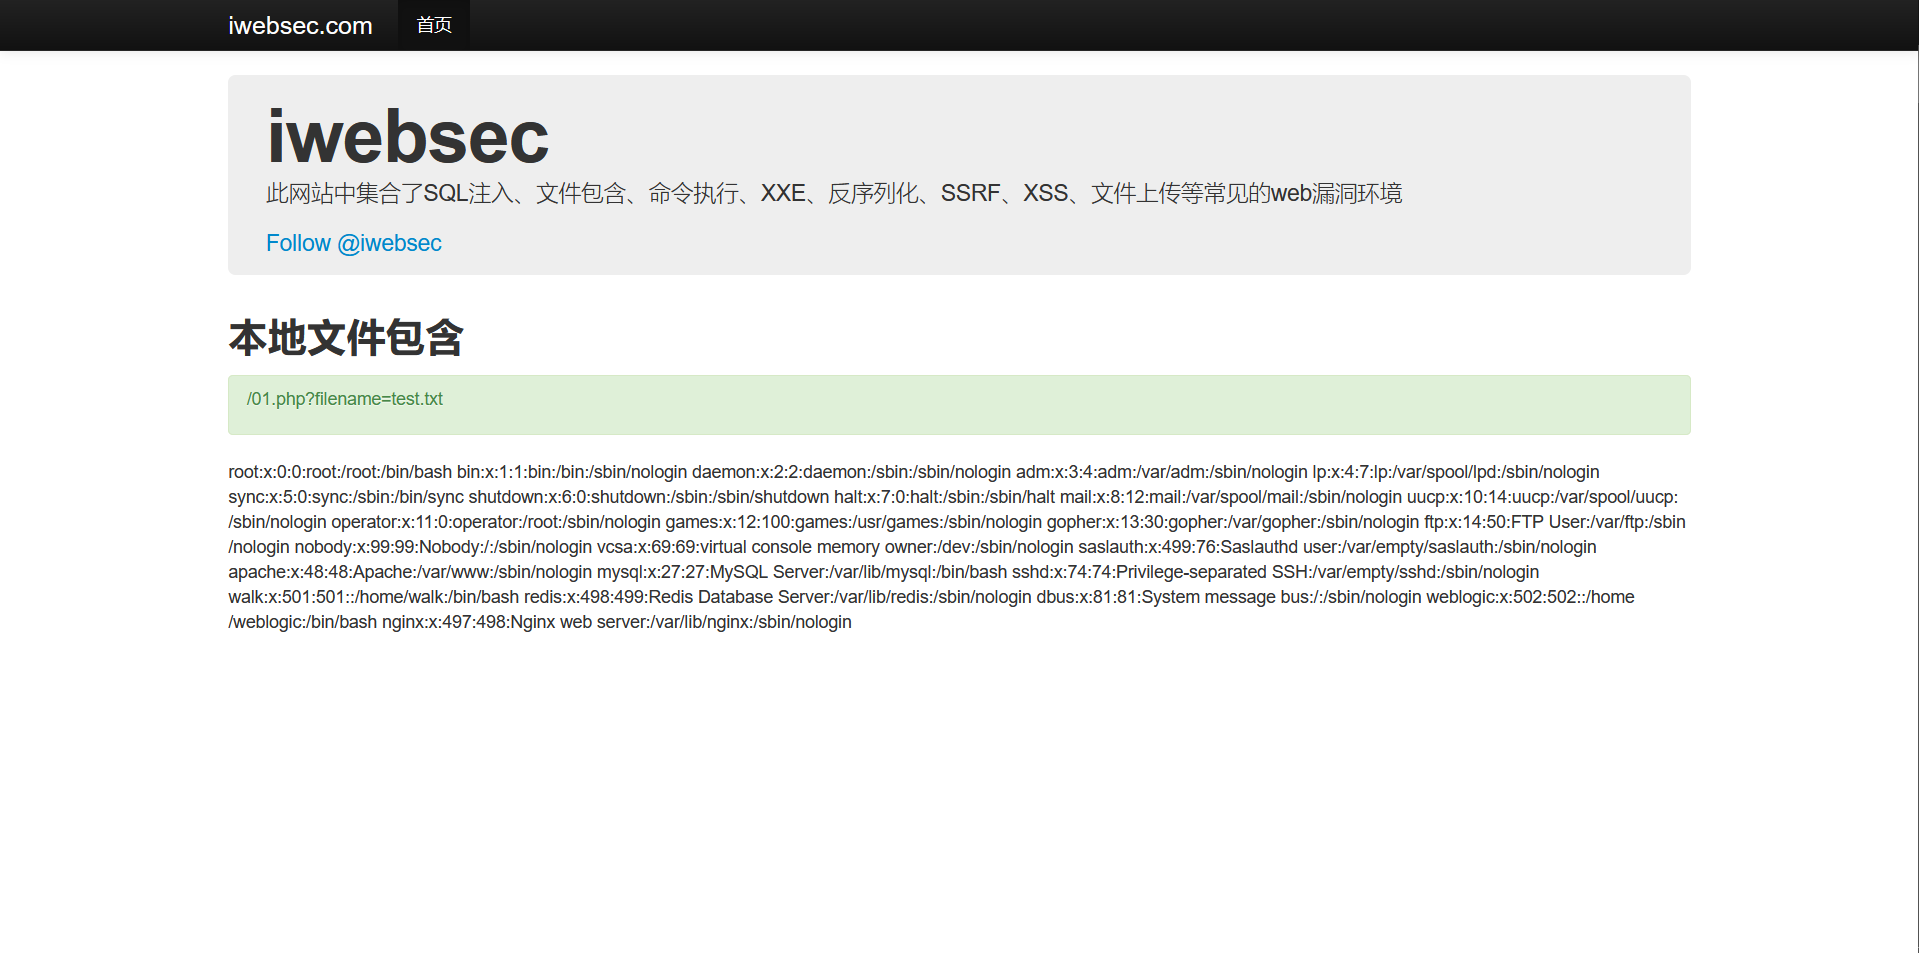 iwebsec.com 首页
iwebsec
此网站中集合了SQL注入、文件包含、命令执行、XXE、反序列化、SSRF、XSS、文件上传等常见的web漏洞环境
Follow @iwebsec
本地文件包含
/01.php?filename=test.txt
root:x:0:0:root:/root:/bin/bash bin:x:1:1:bin:/bin:/sbin/nologin daemon:x:2:2:daemon:/sbin:/sbin/nologin adm:x:3:4:adm:/var/adm:/sbin/nologin lp:x:4:7:lp:/var/spool/lpd:/sbin/nologin
sync:x:5:0:sync:/sbin:/bin/sync shutdown:x:6:0:shutdown:/sbin:/sbin/shutdown halt:x:7:0:halt:/sbin:/sbin/halt mail:x:8:12:mail:/var/spool/mail:/sbin/nologin uucp:x:10:14:uucp:/var/spool/uucp:
/sbin/nologin operator:x:11:0:operator:/root:/sbin/nologin games:x:12:100:games:/usr/games:/sbin/nologin gopher:x:13:30:gopher:/var/gopher:/sbin/nologin ftp:x:14:50:FTP User:/var/ftp:/sbin
/nologin nobody:x:99:99:Nobody:/:/sbin/nologin vcsa:x:69:69:virtual console memory owner:/dev:/sbin/nologin saslauth:x:499:76:Saslauthd user:/var/empty/saslauth:/sbin/nologin
apache:x:48:48:Apache:/var/www:/sbin/nologin mysql:x:27:27:MySQL Server:/var/lib/mysql:/bin/bash sshd:x:74:74:Privilege-separated SSH:/var/empty/sshd:/sbin/nologin
walk:x:501:501::/home/walk:/bin/bash redis:x:498:499:Redis Database Server:/var/lib/redis:/sbin/nologin dbus:x:81:81:System message bus:/:/sbin/nologin weblogic:x:502:502::/home
/weblogic:/bin/bash nginx:x:497:498:Nginx web server:/var/lib/nginx:/sbin/nologin